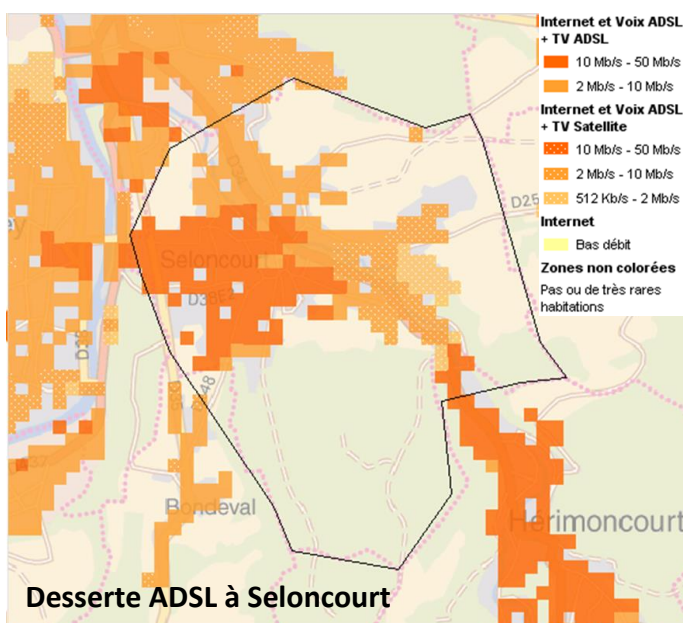 Internet et Voix ADSL
+ TV ADSL
10 Mb/s - 50 Mb/s
2 Mb/s - 10 Mb/s
Internet et Voix ADSL
+ TV Satellite
10 Mb/s - 50 Mb/s
2 Mb/s - 10 Mb/s
512 Kb/s - 2 Mb/s
Internet
Bas débit
Zones non colorées
Pas ou de très rares
habitations
D25
Seloncourt
Bondeval
Hérimoncourt
Desserte ADSL à Seloncourt